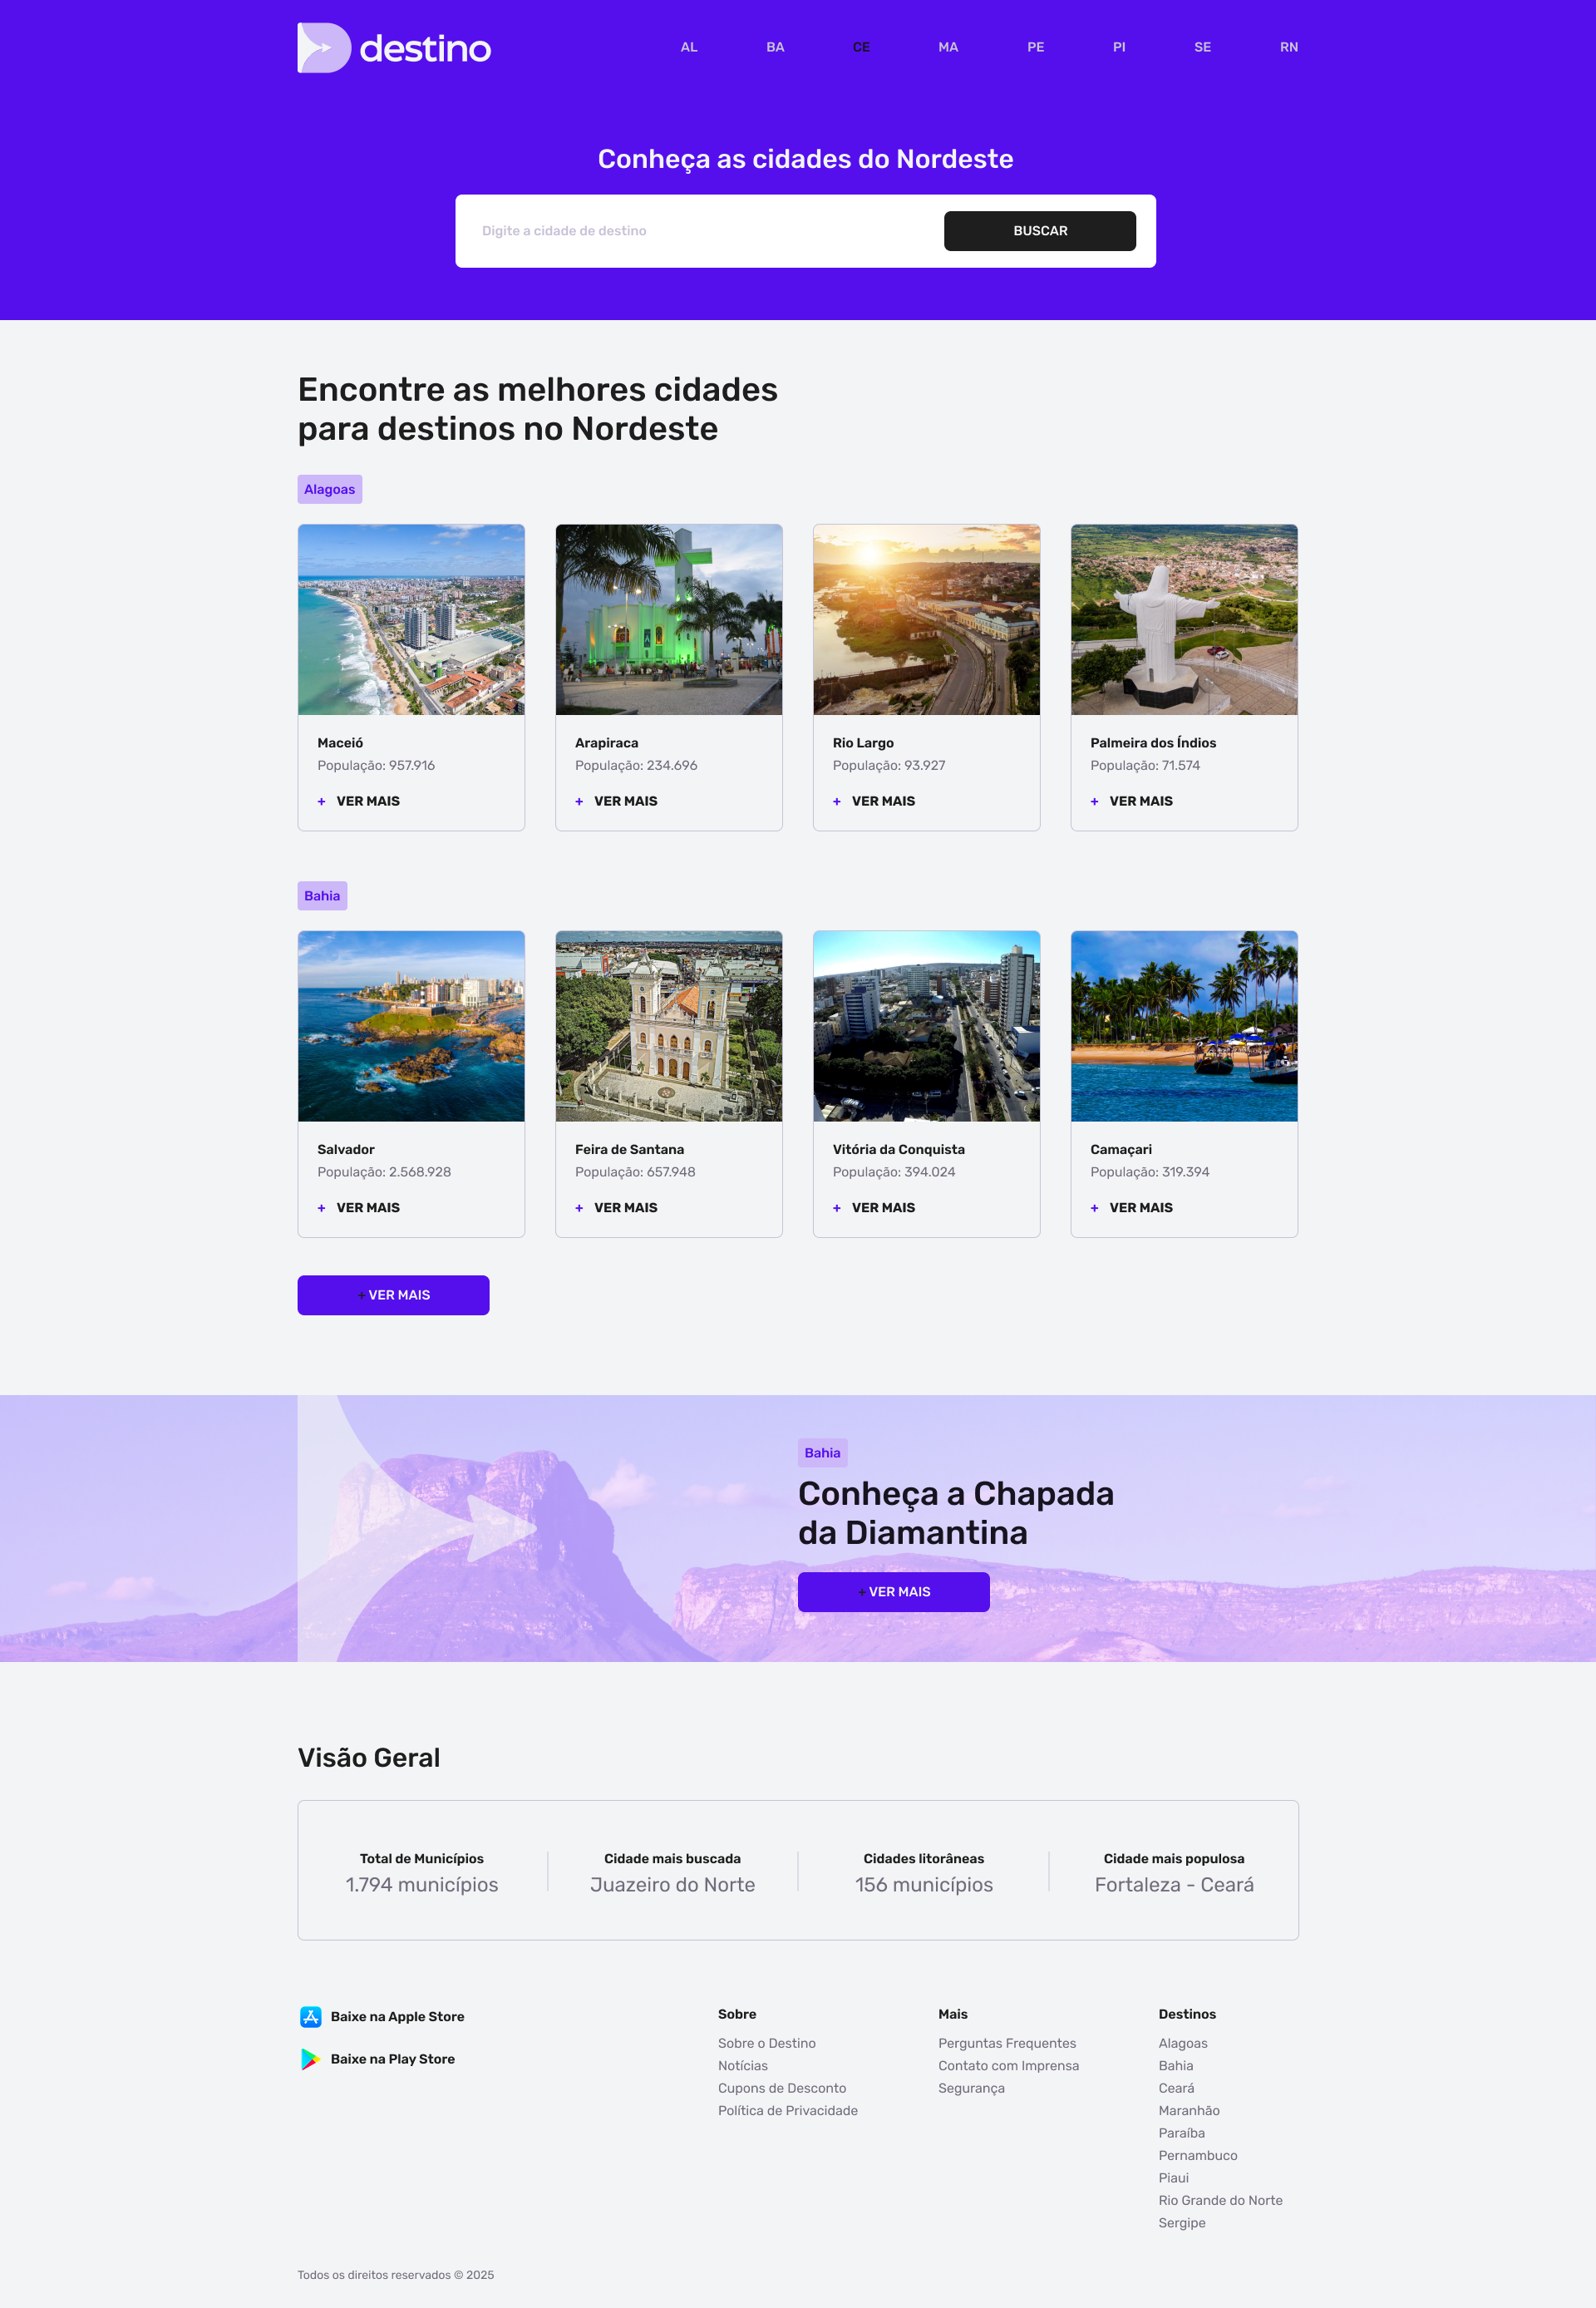 destino
AL BA CE MA PE PI SE RN
Conheça as cidades do Nordeste
Digite a cidade de destino
BUSCAR
Encontre as melhores cidades
para destinos no Nordeste
Alagoas
Maceió
População: 957.916
+ VER MAIS
Arapiraca
População: 234.696
+ VER MAIS
Rio Largo
População: 93.927
+ VER MAIS
Palmeira dos Índios
População: 71.574
+ VER MAIS
Bahia
Salvador
População: 2.568.928
+ VER MAIS
Feira de Santana
População: 657.948
+ VER MAIS
Vitória da Conquista
População: 394.024
+ VER MAIS
Camaçari
População: 319.394
+ VER MAIS
+ VER MAIS
Bahia
Conheça a Chapada
da Diamantina
+ VER MAIS
Visão Geral
Total de Municípios
1.794 municípios
Cidade mais buscada
Juazeiro do Norte
Cidades litorâneas
156 municípios
Cidade mais populosa
Fortaleza - Ceará
Baixe na Apple Store
Baixe na Play Store
Sobre
Sobre o Destino
Notícias
Cupons de Desconto
Política de Privacidade
Mais
Perguntas Frequentes
Contato com Imprensa
Segurança
Destinos
Alagoas
Bahia
Ceará
Maranhão
Paraíba
Pernambuco
Piaui
Rio Grande do Norte
Sergipe
Todos os direitos reservados © 2025